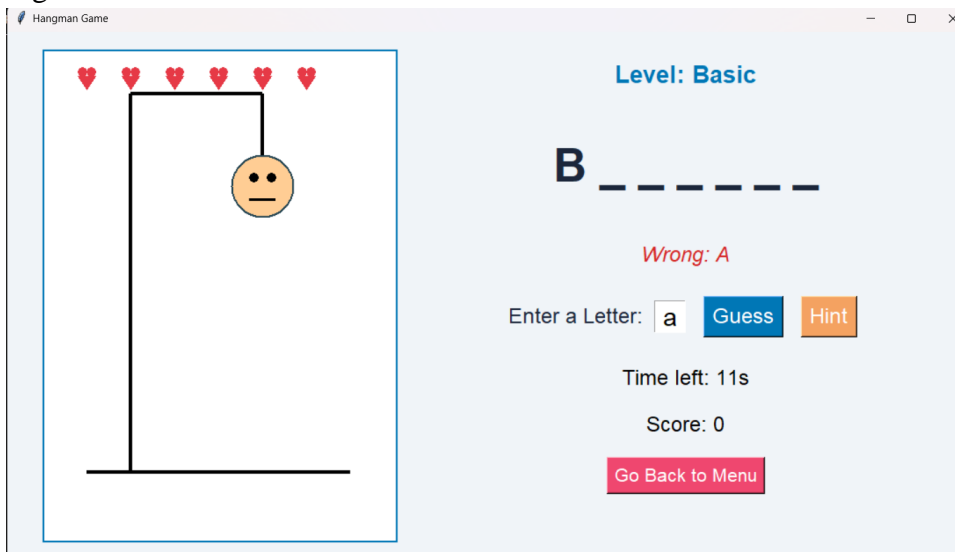 Hangman Game
Level: Basic
B _ _ _ _ _ _
Wrong: A
Enter a Letter: a Guess Hint
Time left: 11s
Score: 0
Go Back to Menu